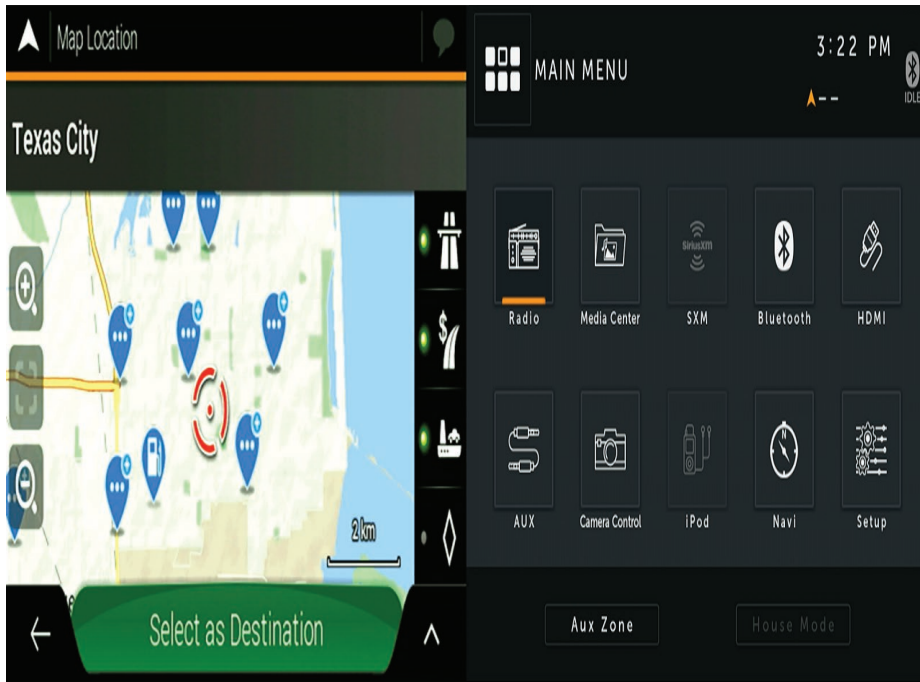 Map Location
Texas City
$
2 km
Select as Destination
MAIN MENU
3:22 PM
--
IDLE
SiriusXM
Radio
Media Center
SXM
Bluetooth
HDMI
N
AUX
Camera Control
iPod
Navi
Setup
Aux Zone
House Mode